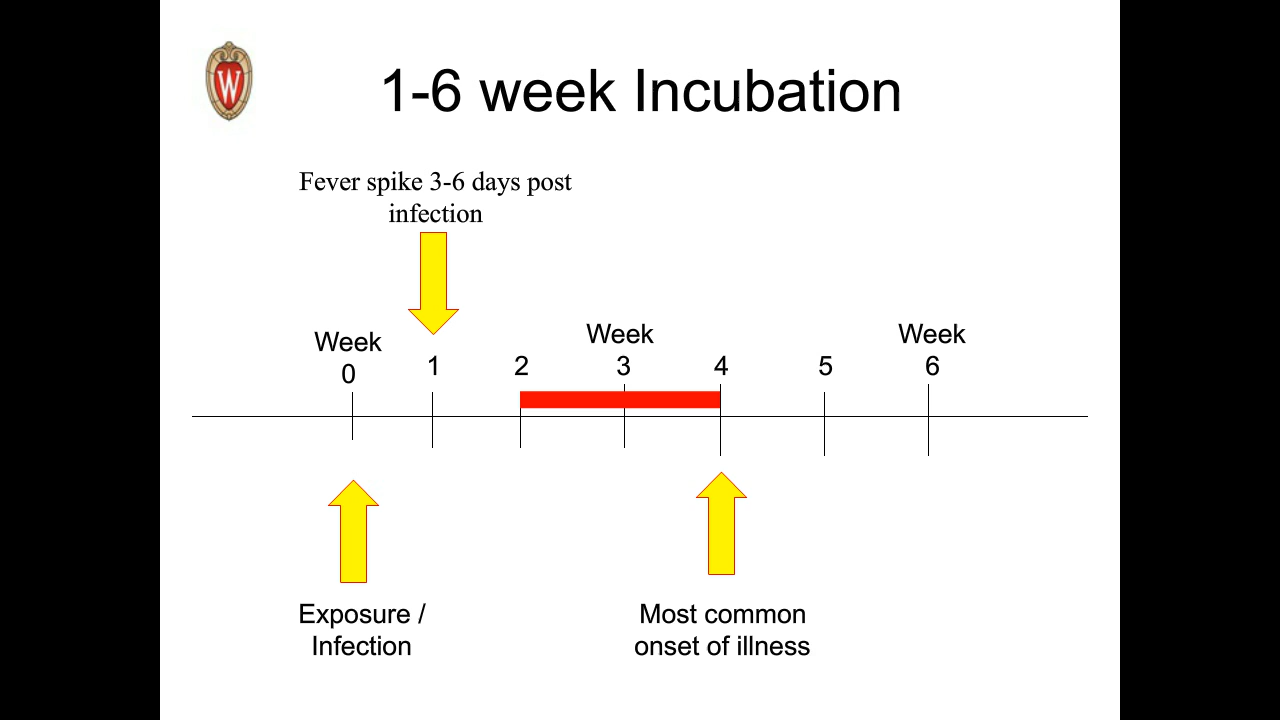 W
1-6 week Incubation
Fever spike 3-6 days post
infection
Week
0
1
2
Week
3
4
5
Week
6
Exposure /
Infection
Most common
onset of illness